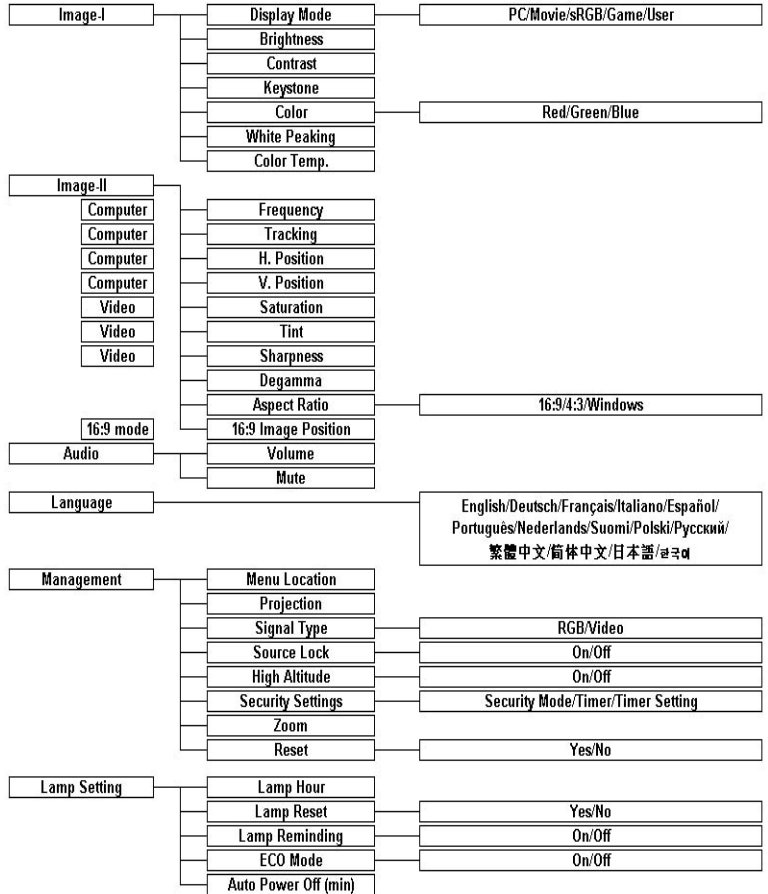 Image-I Display Mode PC/Movie/sRGB/Game/User
Brightness
Contrast
Keystone
Color Red/Green/Blue
White Peaking
Color Temp.
Image-II
Computer Frequency
Computer Tracking
Computer H. Position
Computer V. Position
Video Saturation
Video Tint
Video Sharpness
Degamma
Aspect Ratio 16:9/4:3/Windows
16:9 mode 16:9 Image Position
Audio Volume
Mute
Language English/Deutsch/Français/Italiano/Español/
Português/Nederlands/Suomi/Polski/Русский/
繁體中文/简体中文/日本語/한국어
Management Menu Location
Projection
Signal Type RGB/Video
Source Lock On/Off
High Altitude On/Off
Security Settings Security Mode/Timer/Timer Setting
Zoom
Reset Yes/No
Lamp Setting Lamp Hour
Lamp Reset Yes/No
Lamp Reminding On/Off
ECO Mode On/Off
Auto Power Off (min)